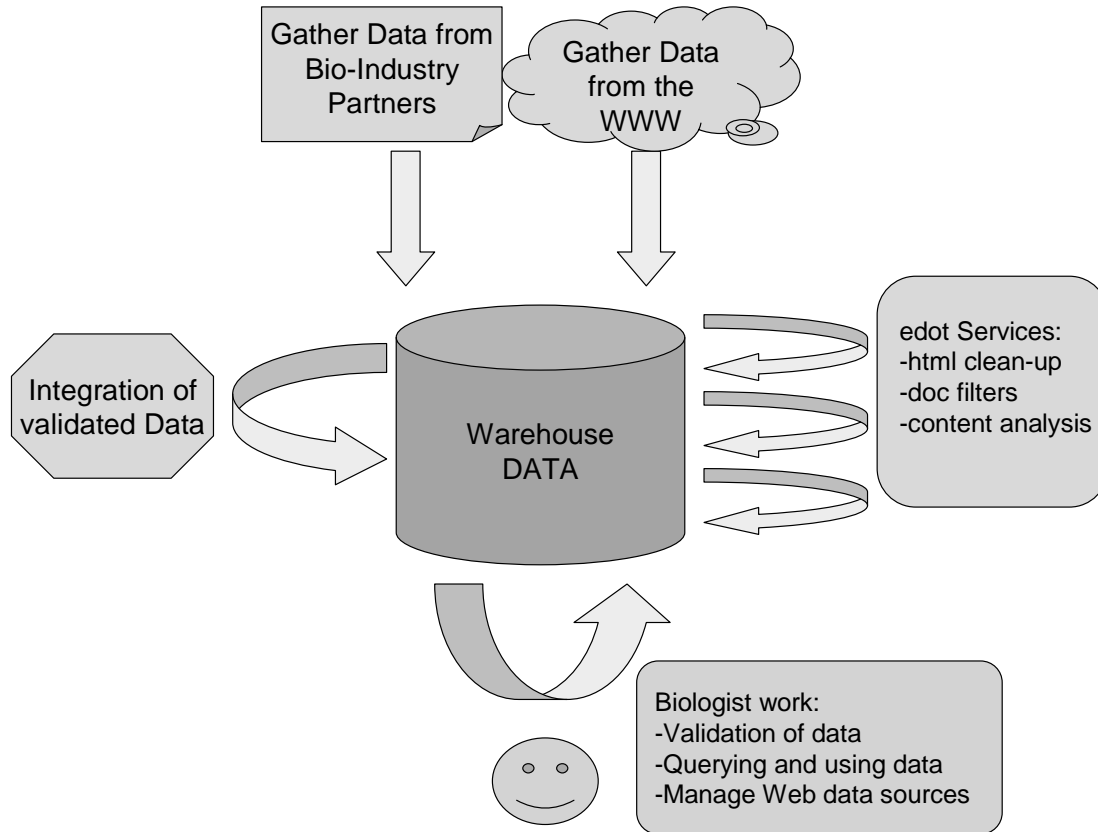 Gather Data from
Bio-Industry
Partners
Gather Data
from the
WWW
Integration of
validated Data
Warehouse
DATA
edot Services:
-html clean-up
-doc filters
-content analysis
Biologist work:
-Validation of data
-Querying and using data
-Manage Web data sources